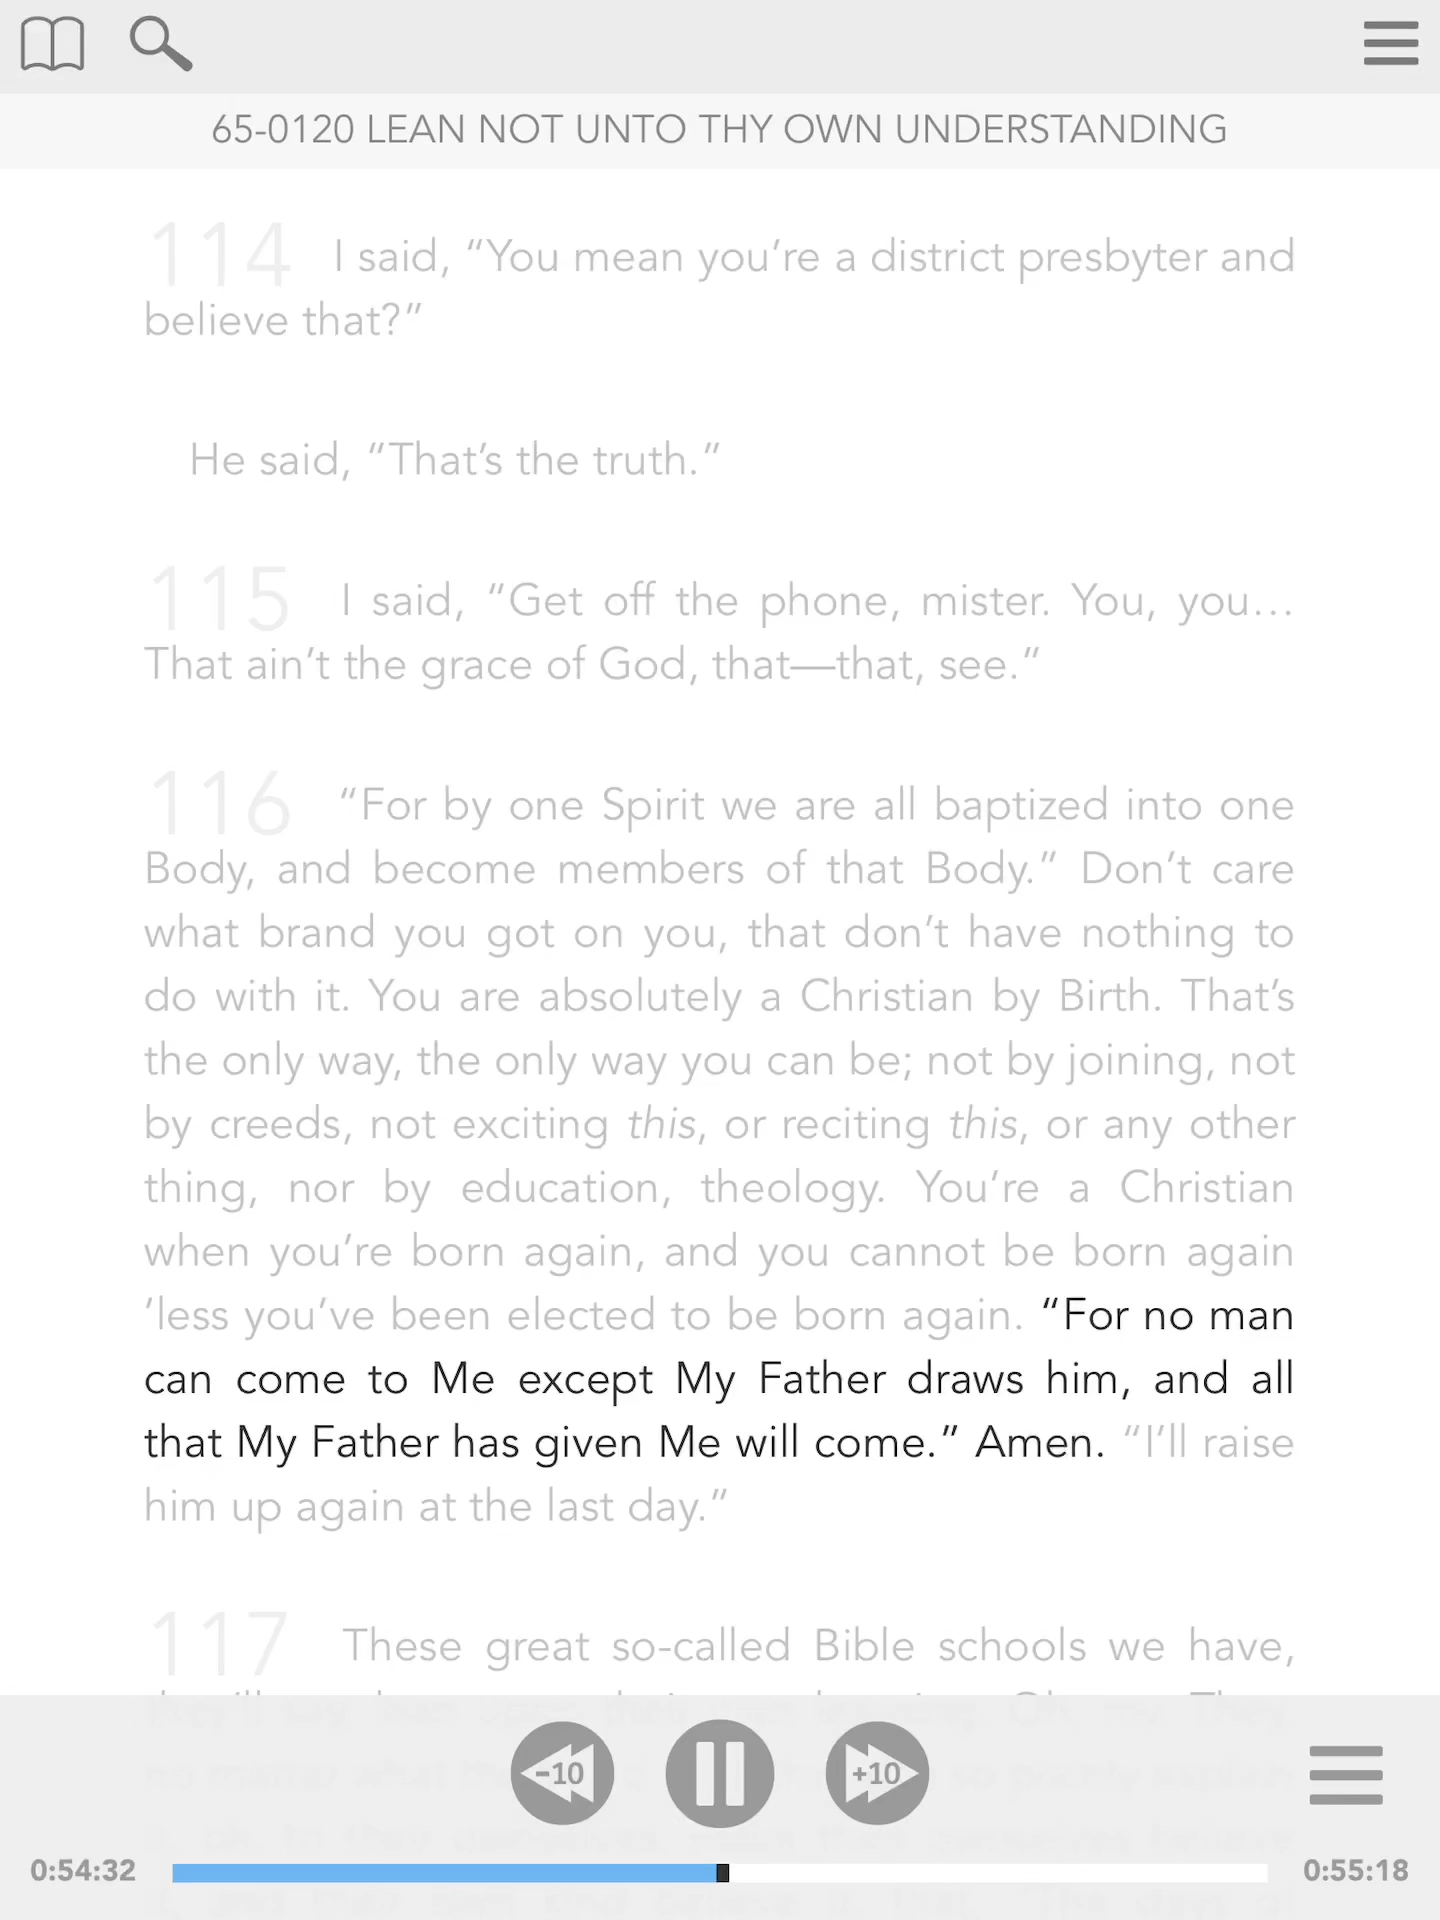 65-0120 LEAN NOT UNTO THY OWN UNDERSTANDING
114 I said, “You mean you’re a district presbyter and
believe that?”
He said, “That’s the truth.”
115 I said, “Get off the phone, mister. You, you…
That ain’t the grace of God, that—that, see.”
116 “For by one Spirit we are all baptized into one
Body, and become members of that Body.” Don’t care
what brand you got on you, that don’t have nothing to
do with it. You are absolutely a Christian by Birth. That’s
the only way, the only way you can be; not by joining, not
by creeds, not exciting this, or reciting this, or any other
thing, nor by education, theology. You’re a Christian
when you’re born again, and you cannot be born again
’less you’ve been elected to be born again. “For no man
can come to Me except My Father draws him, and all
that My Father has given Me will come.” Amen. “I’ll raise
him up again at the last day.”
117 These great so-called Bible schools we have,
-10 +10
0:54:32 0:55:18